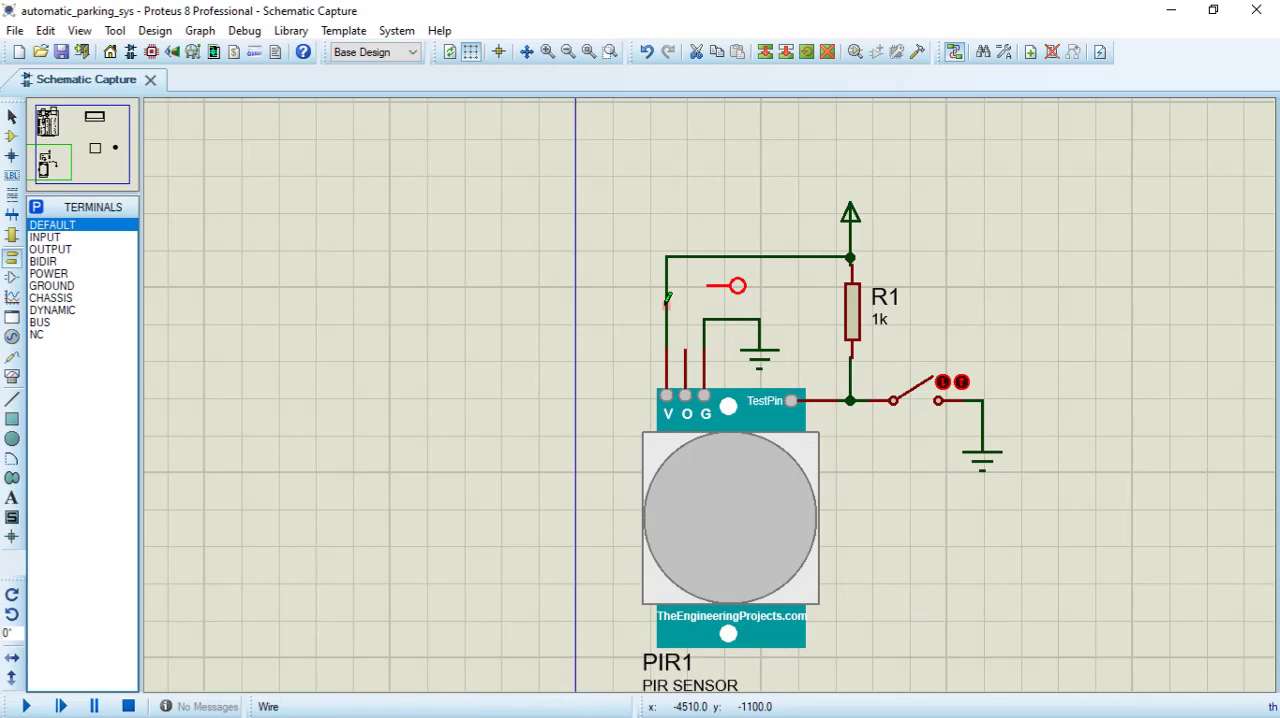 automatic_parking_sys - Proteus 8 Professional - Schematic Capture
File Edit View Tool Design Graph Debug Library Template System Help
Base Design
Schematic Capture
P TERMINALS
DEFAULT
INPUT
OUTPUT
BIDIR
POWER
GROUND
CHASSIS
DYNAMIC
BUS
NC
LBL
A
S
0°
R1
1k
TestPin
V O G
TheEngineeringProjects.com
PIR1
PIR SENSOR
No Messages
Wire
x: -4510.0 y: -1100.0
th